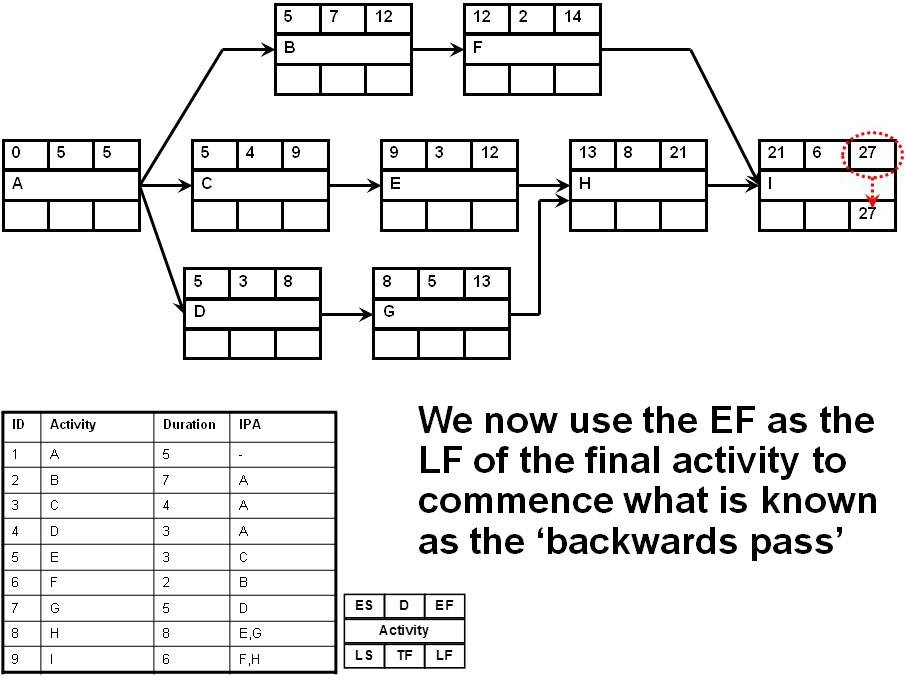 5 7 12
B
12 2 14
F
0 5 5
A
5 4 9
C
9 3 12
E
13 8 21
H
21 6 27
I
27
5 3 8
D
8 5 13
G
We now use the EF as the
LF of the final activity to
commence what is known
as the ‘backwards pass’
ID Activity Duration IPA
1 A 5 -
2 B 7 A
3 C 4 A
4 D 3 A
5 E 3 C
6 F 2 B
7 G 5 D
8 H 8 E,G
9 I 6 F,H
ES D EF
Activity
LS TF LF